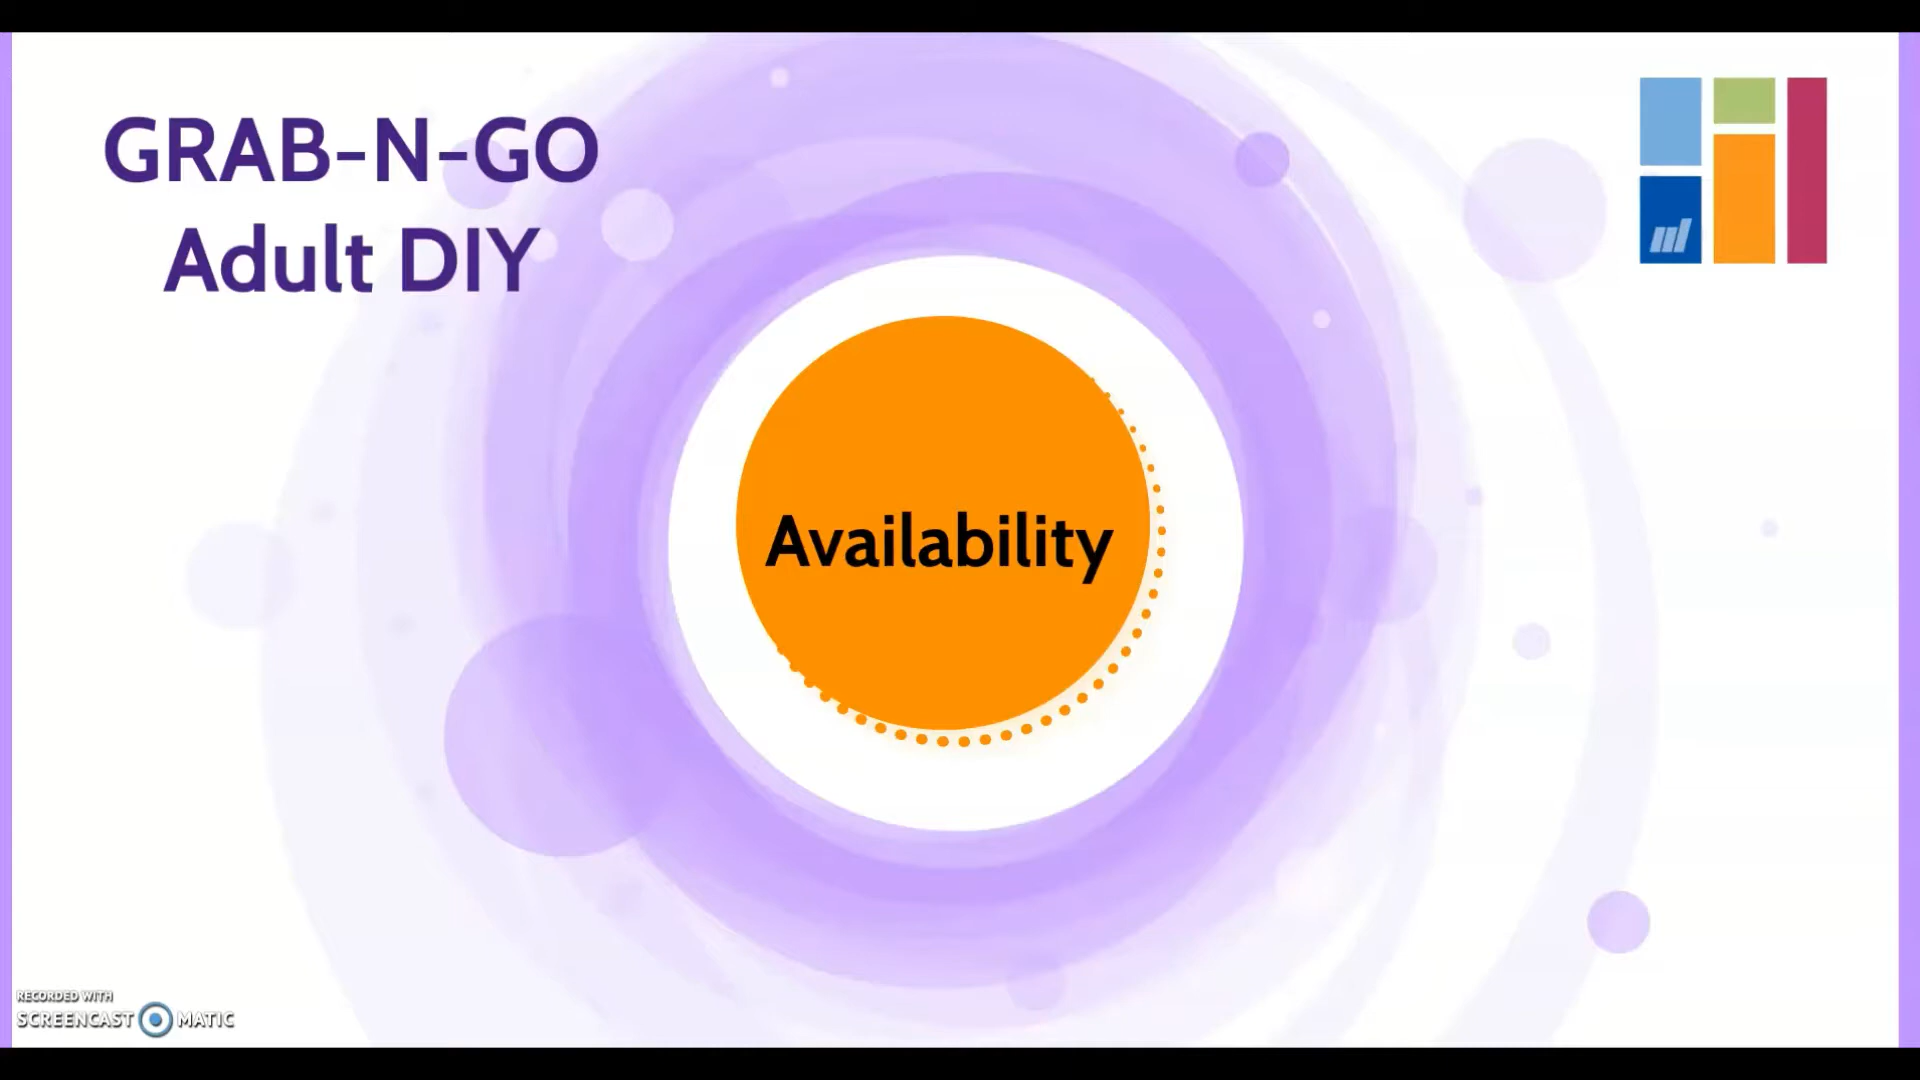 GRAB-N-GO
Adult DIY
Availability
RECORDED WITH
SCREENCAST MATIC